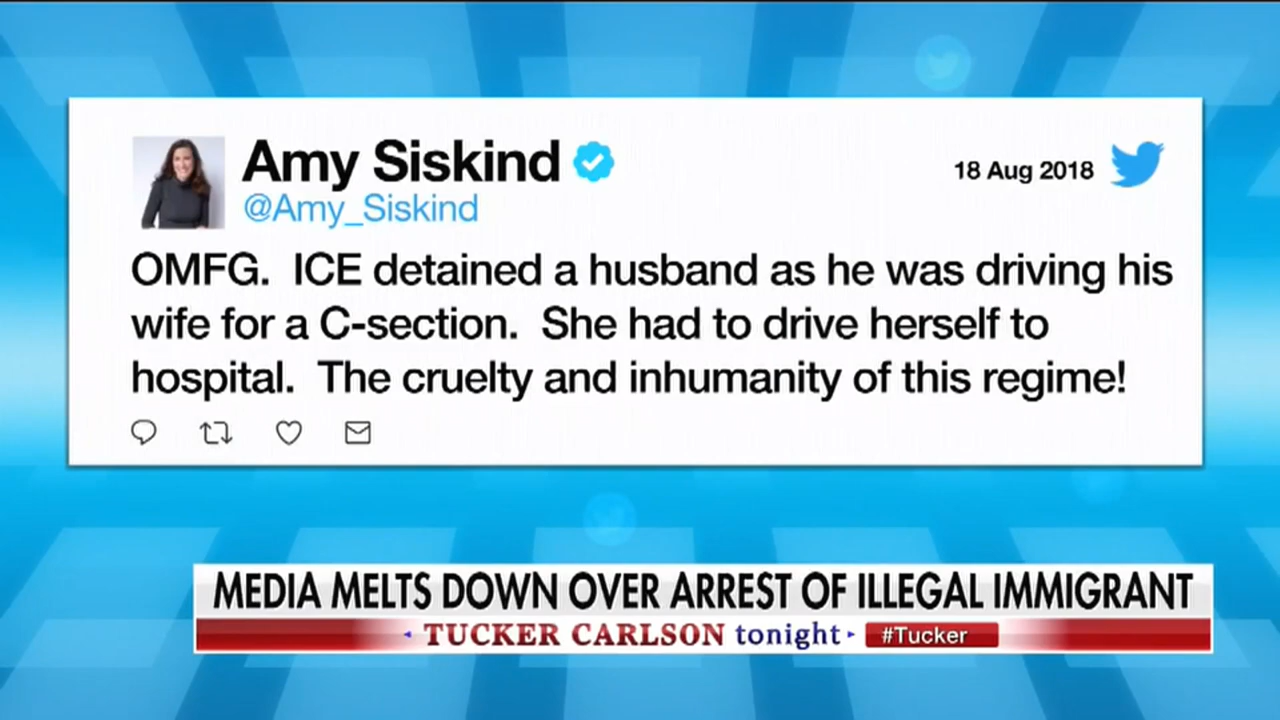 Amy Siskind
@Amy_Siskind
18 Aug 2018
OMFG.  ICE detained a husband as he was driving his
wife for a C-section.  She had to drive herself to
hospital.  The cruelty and inhumanity of this regime!
MEDIA MELTS DOWN OVER ARREST OF ILLEGAL IMMIGRANT
TUCKER CARLSON tonight #Tucker